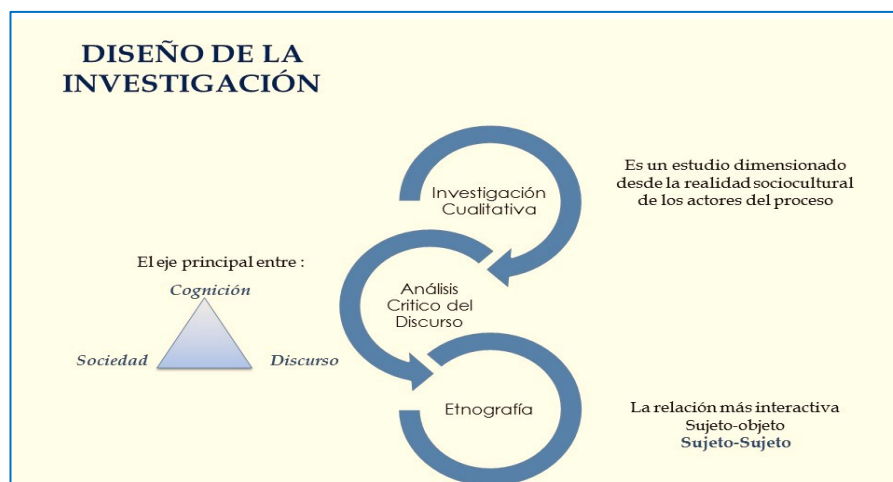 DISEÑO DE LA
INVESTIGACIÓN
Investigación
Cualitativa
Es un estudio dimensionado
desde la realidad sociocultural
de los actores del proceso
El eje principal entre :
Cognición
Sociedad
Discurso
Análisis
Critico del
Discurso
Etnografía
La relación más interactiva
Sujeto-objeto
Sujeto-Sujeto